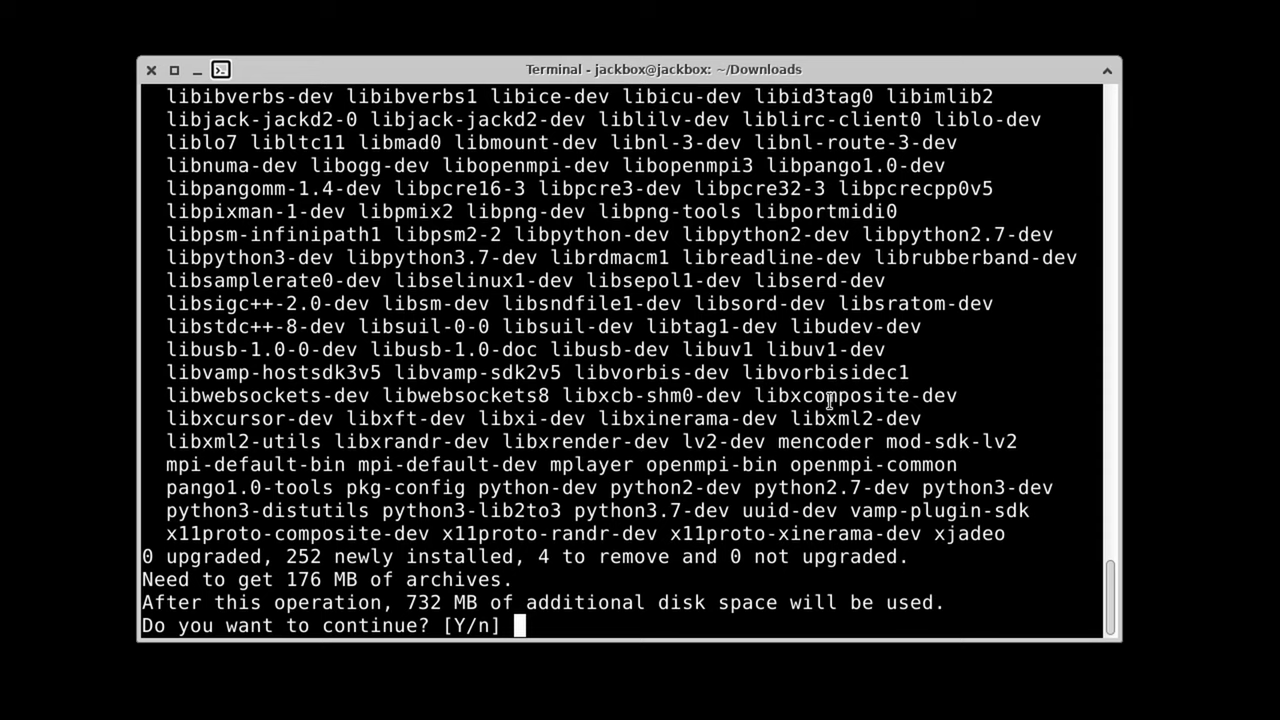 Terminal - jackbox@jackbox: ~/Downloads
libibverbs-dev libibverbs1 libice-dev libicu-dev libid3tag0 libimlib2
libjack-jackd2-0 libjack-jackd2-dev liblilv-dev liblirc-client0 liblo-dev
liblo7 libltc11 libmad0 libmount-dev libnl-3-dev libnl-route-3-dev
libnuma-dev libogg-dev libopenmpi-dev libopenmpi3 libpango1.0-dev
libpangomm-1.4-dev libpcre16-3 libpcre3-dev libpcre32-3 libpcrecpp0v5
libpixman-1-dev libpmix2 libpng-dev libpng-tools libportmidi0
libpsm-infinipath1 libpsm2-2 libpython-dev libpython2-dev libpython2.7-dev
libpython3-dev libpython3.7-dev librdmacm1 libreadline-dev librubberband-dev
libsamplerate0-dev libselinux1-dev libsepol1-dev libserd-dev
libsigc++-2.0-dev libsm-dev libsndfile1-dev libsord-dev libsratom-dev
libstdc++-8-dev libsuil-0-0 libsuil-dev libtag1-dev libudev-dev
libusb-1.0-0-dev libusb-1.0-doc libusb-dev libuv1 libuv1-dev
libvamp-hostsdk3v5 libvamp-sdk2v5 libvorbis-dev libvorbisidec1
libwebsockets-dev libwebsockets8 libxcb-shm0-dev libxcomposite-dev
libxcursor-dev libxft-dev libxi-dev libxinerama-dev libxml2-dev
libxml2-utils libxrandr-dev libxrender-dev lv2-dev mencoder mod-sdk-lv2
mpi-default-bin mpi-default-dev mplayer openmpi-bin openmpi-common
pango1.0-tools pkg-config python-dev python2-dev python2.7-dev python3-dev
python3-distutils python3-lib2to3 python3.7-dev uuid-dev vamp-plugin-sdk
x11proto-composite-dev x11proto-randr-dev x11proto-xinerama-dev xjadeo
0 upgraded, 252 newly installed, 4 to remove and 0 not upgraded.
Need to get 176 MB of archives.
After this operation, 732 MB of additional disk space will be used.
Do you want to continue? [Y/n]